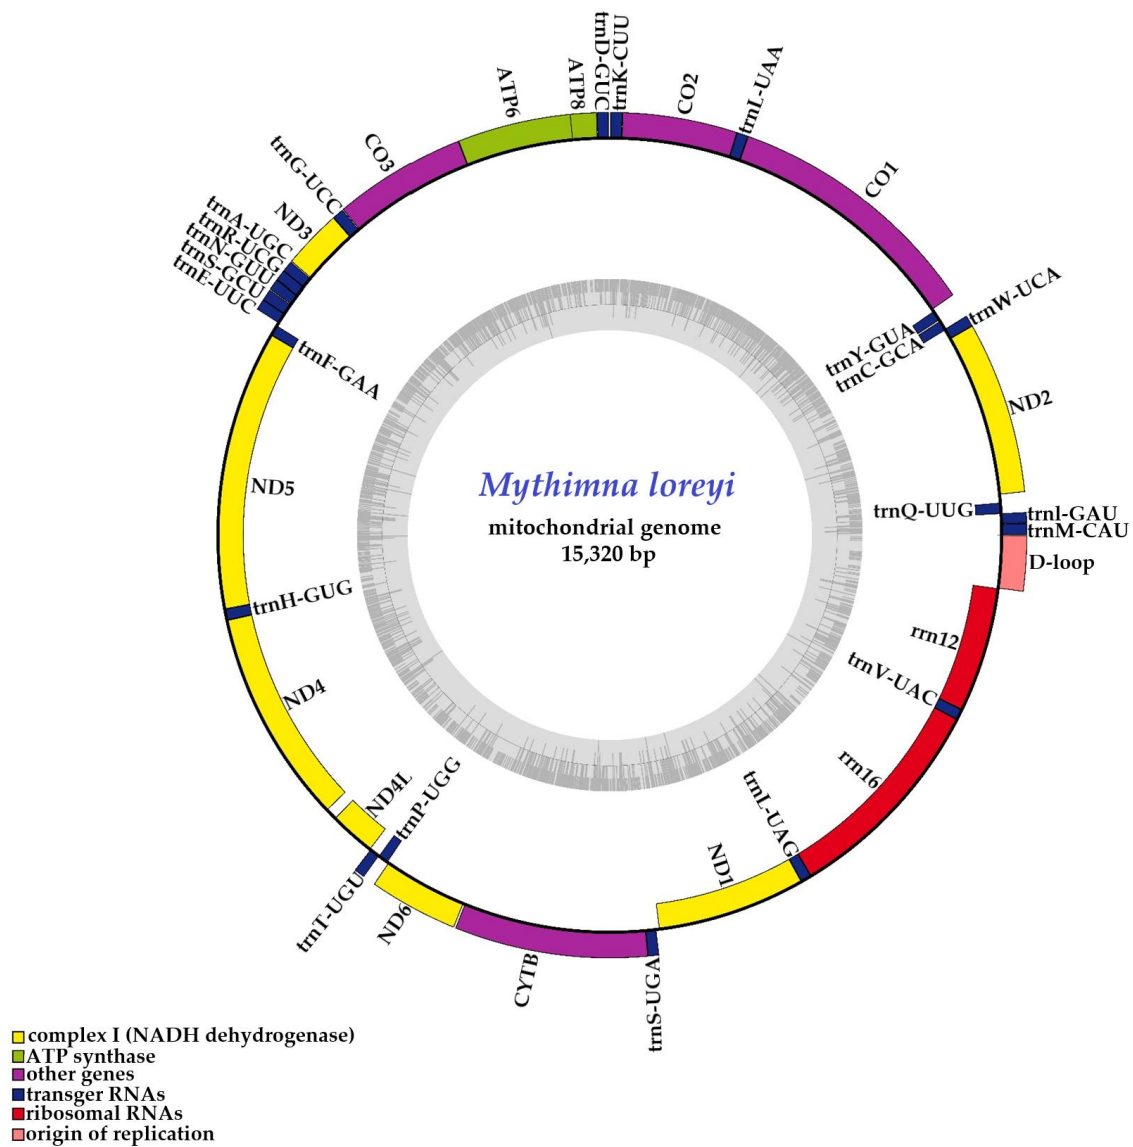 trnD-GUC
trnK-CUU
CO2
trnL-UAA
CO1
trnW-UCA
trnY-GUA
trnC-GCA
ND2
trnQ-UUG
trnl-GAU
trnM-CAU
D-loop
rrn12
trnV-UAC
rrn16
trnL-UAG
ND1
trnS-UGA
CYTB
ND6
trnT-UGU
trnP-UGG
ND4L
ND4
trnH-GUG
ND5
trnF-GAA
trnE-UUC
trnS-GCU
trnN-GUU
trnR-UCG
trnA-UGC
ND3
trnG-UCC
CO3
ATP6
ATP8
Mythimna loreyi
mitochondrial genome
15,320 bp
complex I (NADH dehydrogenase)
ATP synthase
other genes
transger RNAs
ribosomal RNAs
origin of replication